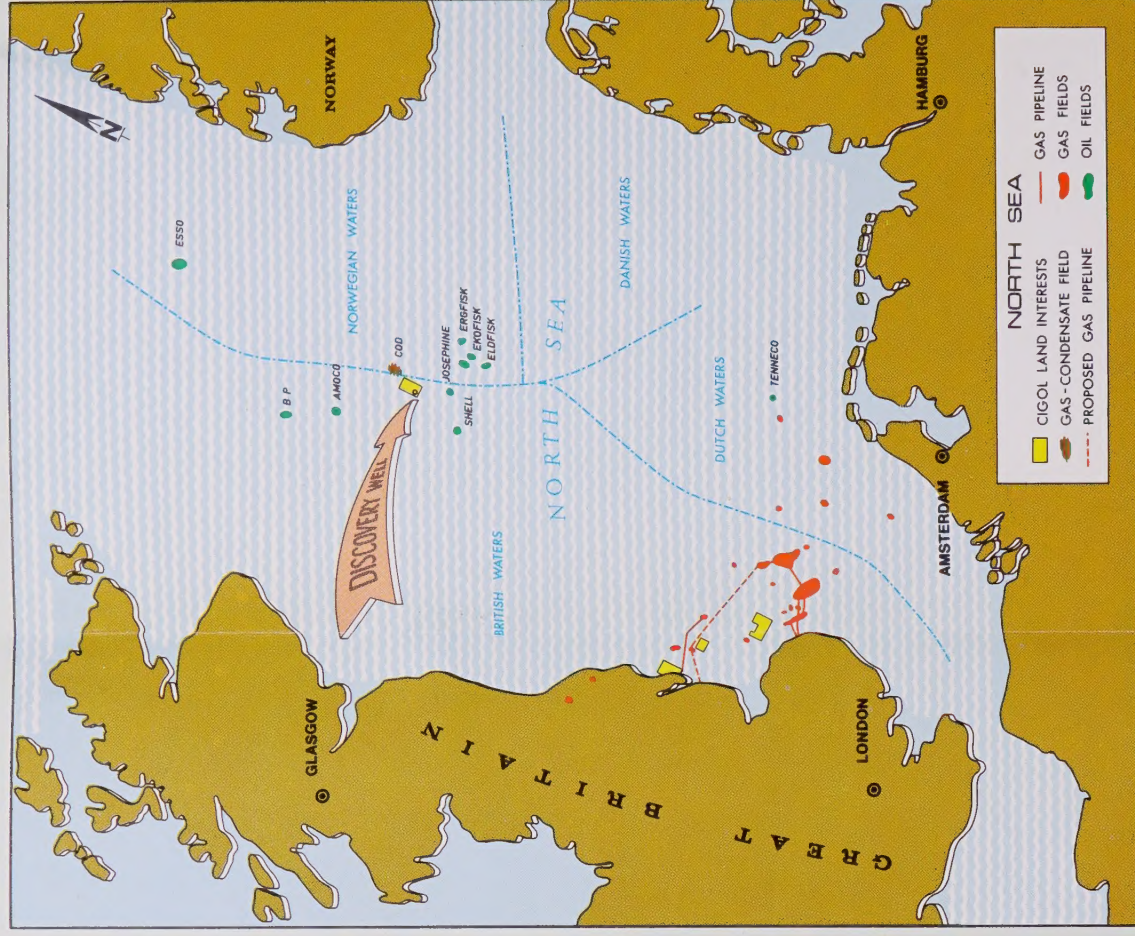 NORWAY
N
ESSO
NORWEGIAN WATERS
B P
AMOCO
COD
JOSEPHINE
ERGFISK
EKOFISK
ELDFISK
SHELL
DISCOVERY WELL
NORTH SEA
DANISH WATERS
BRITISH WATERS
DUTCH WATERS
TENNECO
GLASGOW
GREAT BRITAIN
LONDON
AMSTERDAM
HAMBURG
NORTH SEA
CIGOL LAND INTERESTS
GAS-CONDENSATE FIELD
PROPOSED GAS PIPELINE
GAS PIPELINE
GAS FIELDS
OIL FIELDS